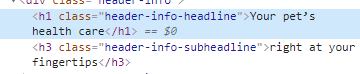 <div class="header-info">
<h1 class="header-info-headline">Your pet’s
health care</h1> == $0
<h3 class="header-info-subheadline">right at your
fingertips</h3>